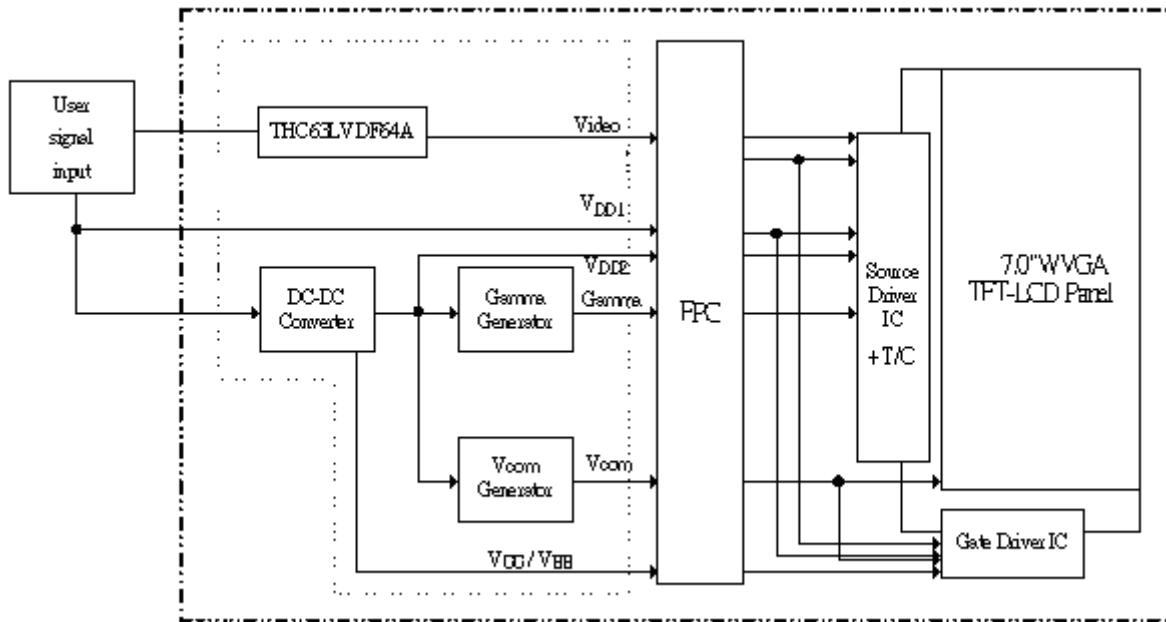 User
signal
input
THC63LVDF64A
Video
VDD1
VDD2
DC-DC
Converter
Gamma
Generator
Gamma
Vcom
Generator
Vcom
VGG / VEE
FPC
Source
Driver
IC
+T/C
7.0"WVGA
TFT-LCD Panel
Gate Driver IC